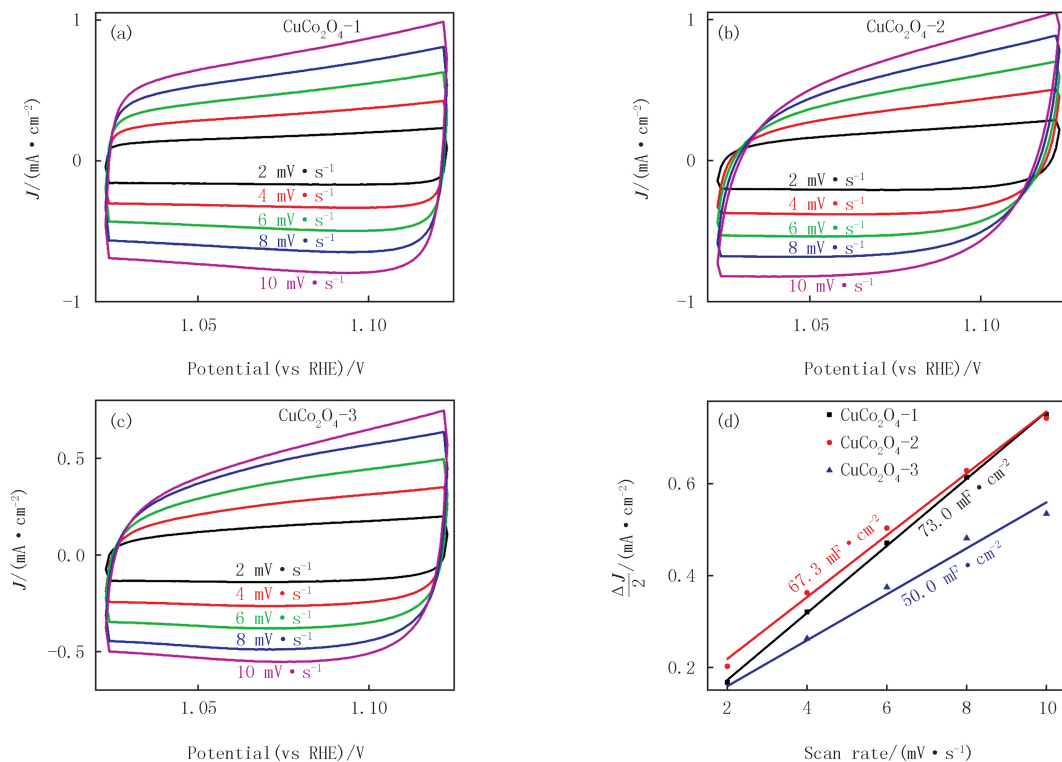 (a)
CuCo₂O₄-1
1
0
-1
J/(mA•cm⁻²)
2 mV•s⁻¹
4 mV•s⁻¹
6 mV•s⁻¹
8 mV•s⁻¹
10 mV•s⁻¹
1.05
1.10
Potential(vs RHE)/V
(b)
CuCo₂O₄-2
1
0
-1
J/(mA•cm⁻²)
2 mV•s⁻¹
4 mV•s⁻¹
6 mV•s⁻¹
8 mV•s⁻¹
10 mV•s⁻¹
1.05
1.10
Potential(vs RHE)/V
(c)
CuCo₂O₄-3
0.5
0.0
-0.5
J/(mA•cm⁻²)
2 mV•s⁻¹
4 mV•s⁻¹
6 mV•s⁻¹
8 mV•s⁻¹
10 mV•s⁻¹
1.05
1.10
Potential(vs RHE)/V
(d)
CuCo₂O₄-1
CuCo₂O₄-2
CuCo₂O₄-3
0.6
0.4
0.2
ΔJ/2/(mA•cm⁻²)
67.3 mF•cm⁻²
73.0 mF•cm⁻²
50.0 mF•cm⁻²
2
4
6
8
10
Scan rate/(mV•s⁻¹)